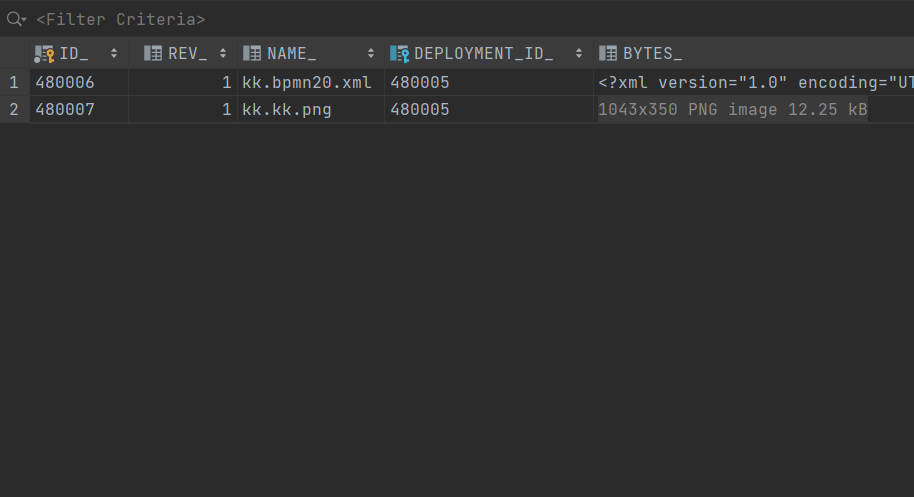 <Filter Criteria>
ID_ REV_ NAME_ DEPLOYMENT_ID_ BYTES_
1 480006 1 kk.bpmn20.xml 480005 <?xml version="1.0" encoding="UT
2 480007 1 kk.kk.png 480005 1043x350 PNG image 12.25 kB